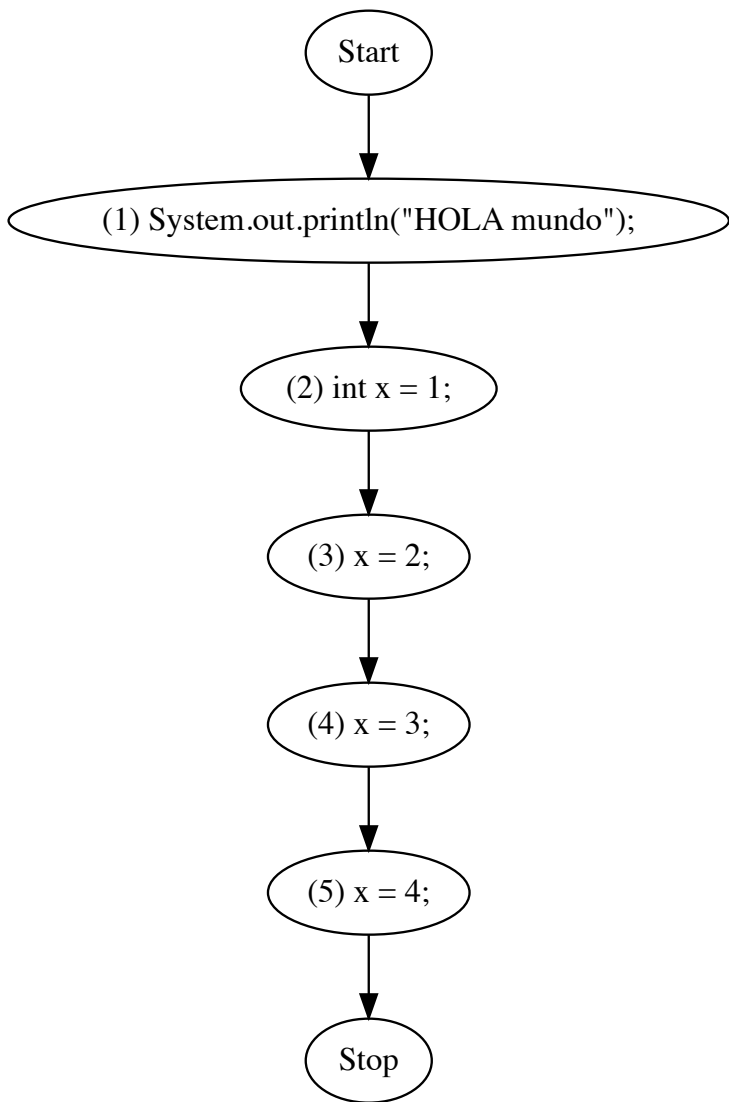 Start
(1) System.out.println("HOLA mundo");
(2) int x = 1;
(3) x = 2;
(4) x = 3;
(5) x = 4;
Stop